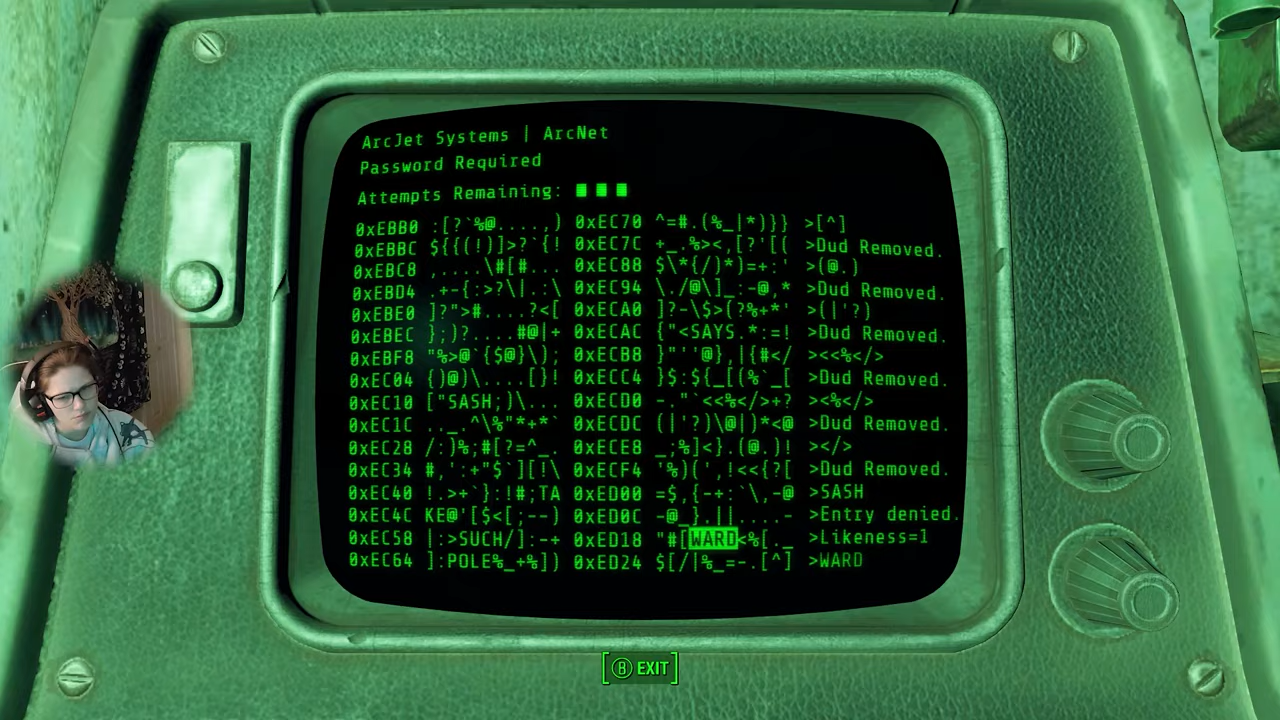 ArcJet Systems | ArcNet
Password Required
Attempts Remaining: ■ ■ ■
0xEBB0 :[?`%@....,) 0xEC70 ^=#.(%_|*)}} >[^]
0xEBBC ${{(!)]>?`{! 0xEC7C +_.%><,[?'[( >Dud Removed.
0xEBC8 ,....\#[#... 0xEC88 $\*{/)*)=+:' >(@.)
0xEBD4 .+-{:>?\|.:\ 0xEC94 \./@\]_:-@,* >Dud Removed.
0xEBE0 ]?">#....?<[ 0xECA0 ]?-\$>(?%+*' >(|'?)
0xEBEC };)?....#@|+ 0xECAC {"<SAYS.*:=! >Dud Removed.
0xEBF8 "%>@`{$@}\); 0xECB8 }"''@},|{#</ ><<%</>
0xEC04 {)@)\....[}! 0xECC4 }$:${_[(%`_[ >Dud Removed.
0xEC10 ["SASH;)\... 0xECD0 -."`<<%</>+? ><%</>
0xEC1C .._.^\%"*+*` 0xECDC (|'?)\@|)*<@ >Dud Removed.
0xEC28 /:)%;#[?=^_. 0xECE8 _;%]<}.(@.)! ></>
0xEC34 #,':+"$`][!\ 0xECF4 '%)(',!<<{?[ >Dud Removed.
0xEC40 !.>+`}:!#;TA 0xED00 =$,{-+:`\,-@ >SASH
0xEC4C KE@'[$<[;--) 0xED0C -@_}.||....- >Entry denied.
0xEC58 |:>SUCH/]:-+ 0xED18 "#[WARD<%[._ >Likeness=1
0xEC64 ]:POLE%_+%]) 0xED24 $[/|%_=-.[^] >WARD
B EXIT